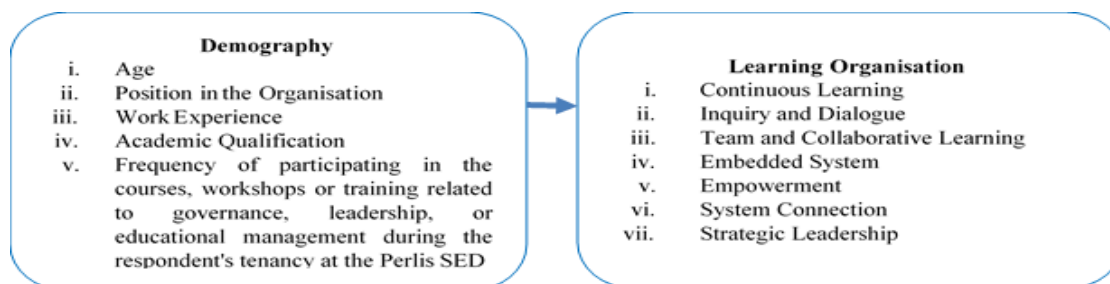 Demography
i. Age
ii. Position in the Organisation
iii. Work Experience
iv. Academic Qualification
v. Frequency of participating in the
courses, workshops or training related
to governance, leadership, or
educational management during the
respondent's tenancy at the Perlis SED
Learning Organisation
i. Continuous Learning
ii. Inquiry and Dialogue
iii. Team and Collaborative Learning
iv. Embedded System
v. Empowerment
vi. System Connection
vii. Strategic Leadership